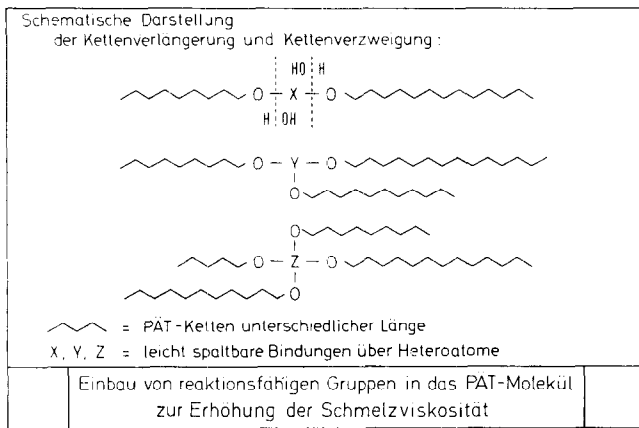 Schematische Darstellung
der Kettenverlängerung und Kettenverzweigung:
HO H
O - X - O
H OH
O - Y - O
O
O
O - Z - O
O
= PÄT-Ketten unterschiedlicher Länge
X, Y, Z = leicht spaltbare Bindungen über Heteroatome
Einbau von reaktionsfähigen Gruppen in das PÄT-Molekül
zur Erhöhung der Schmelzviskosität